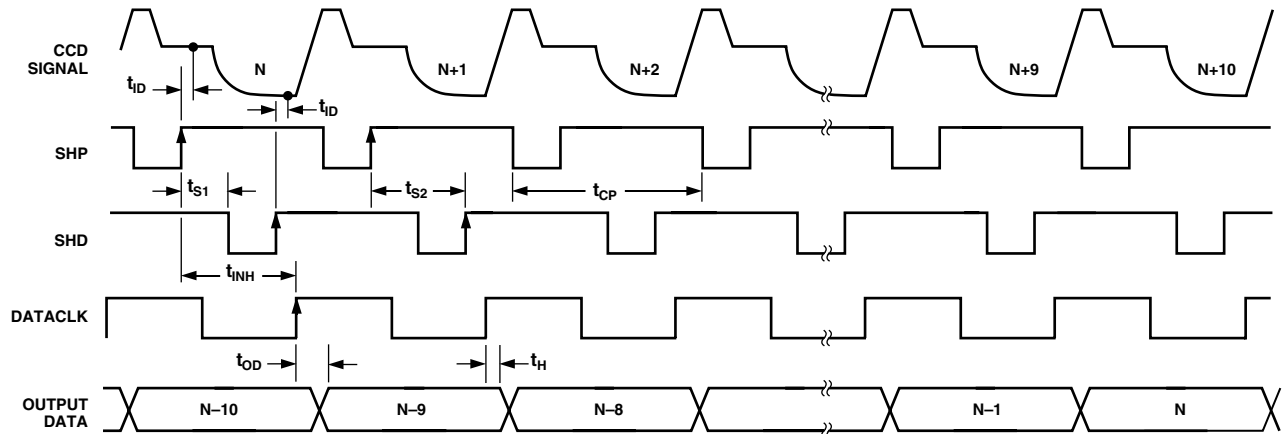 CCD
SIGNAL
N
N+1
N+2
N+9
N+10
tID
tID
SHP
tS1
tS2
tCP
SHD
tINH
DATACLK
tOD
tH
OUTPUT
DATA
N–10
N–9
N–8
N–1
N